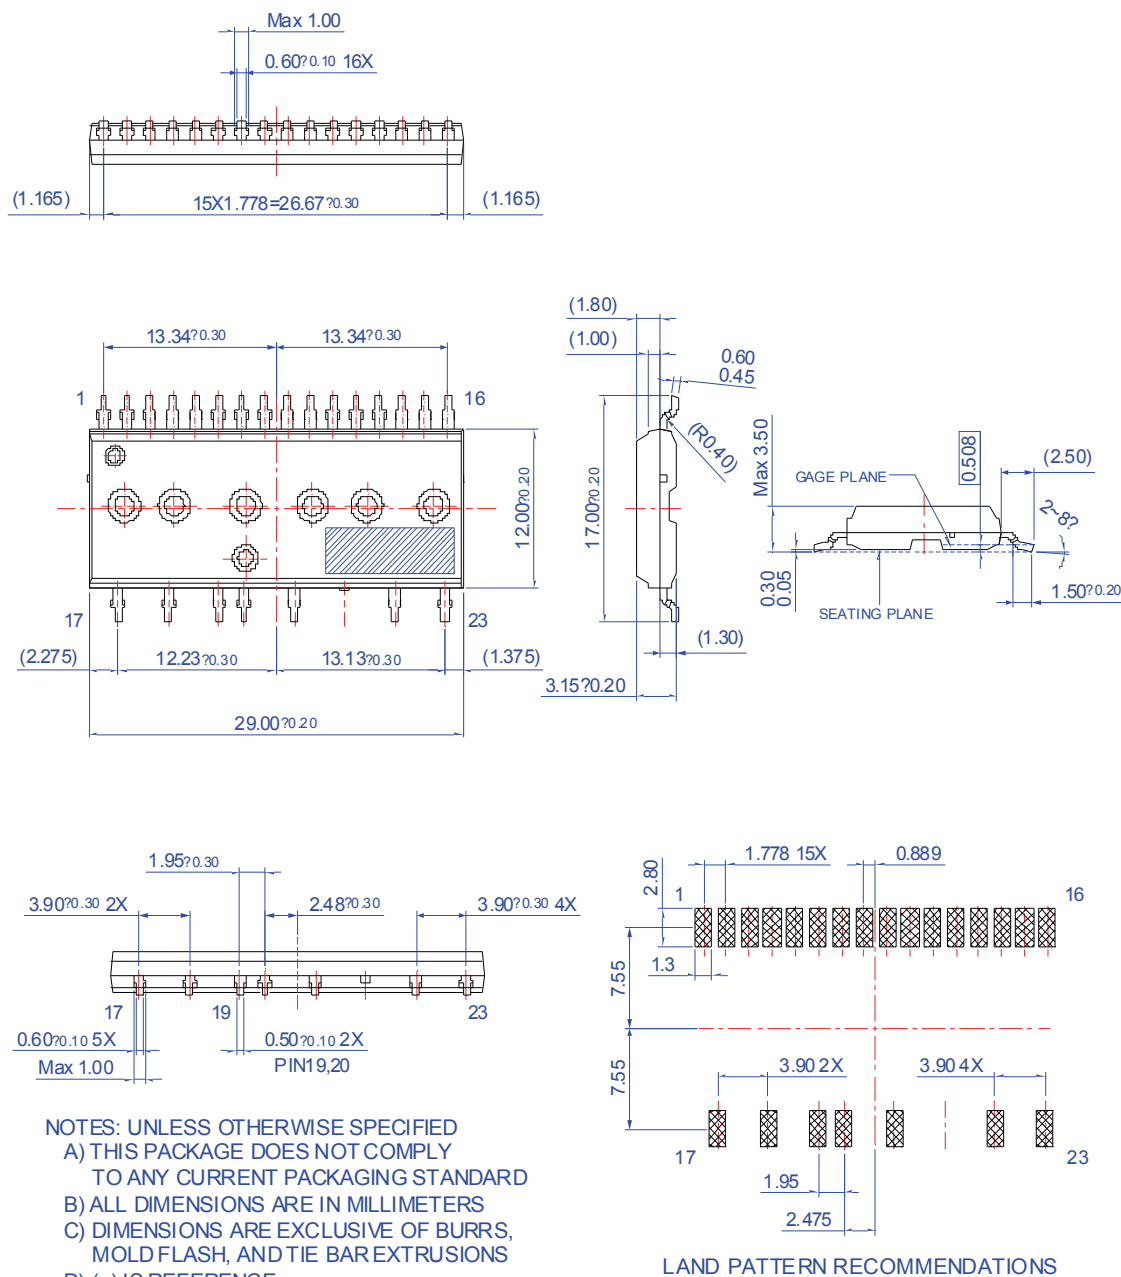 Max 1.00
0.60?0.10 16X
(1.165)
15X1.778=26.67?0.30
(1.165)
13.34?0.30
13.34?0.30
1
16
12.00?0.20
17
23
(2.275)
12.23?0.30
13.13?0.30
(1.375)
29.00?0.20
(1.80)
(1.00)
0.60
0.45
(R0.40)
17.00?0.20
(1.30)
3.15?0.20
Max 3.50
GAGE PLANE
0.508
(2.50)
2~8?
0.30
0.05
SEATING PLANE
1.50?0.20
1.95?0.30
3.90?0.30 2X
2.48?0.30
3.90?0.30 4X
17
19
23
0.60?0.10 5X
0.50?0.10 2X
Max 1.00
PIN19,20
1.778 15X
0.889
2.80
1
16
1.3
7.55
7.55
3.90 2X
3.90 4X
17
23
1.95
2.475
LAND PATTERN RECOMMENDATIONS
NOTES: UNLESS OTHERWISE SPECIFIED
A) THIS PACKAGE DOES NOT COMPLY
TO ANY CURRENT PACKAGING STANDARD
B) ALL DIMENSIONS ARE IN MILLIMETERS
C) DIMENSIONS ARE EXCLUSIVE OF BURRS,
MOLD FLASH, AND TIE BAR EXTRUSIONS